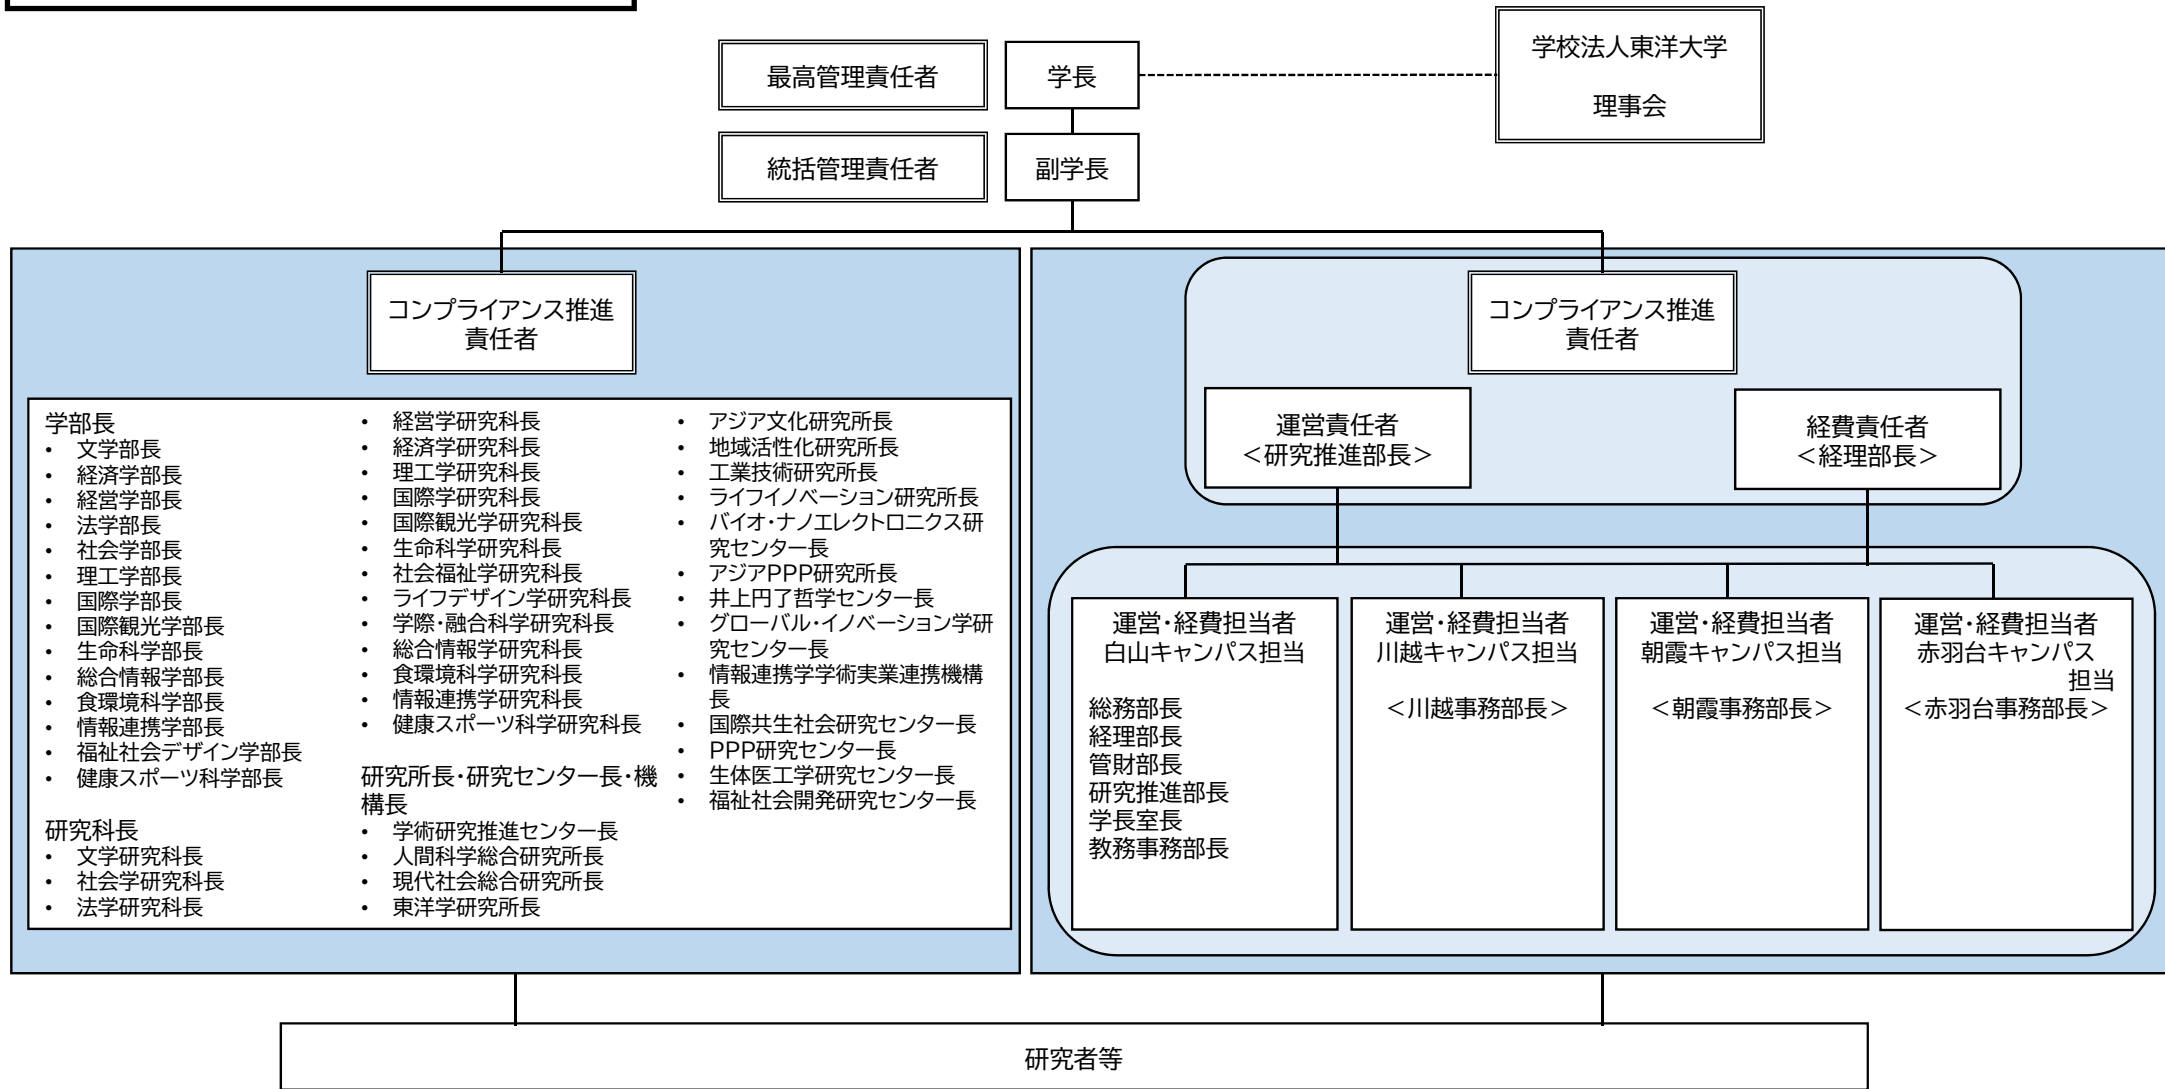 最高管理責任者
学長
学校法人東洋大学
理事会
統括管理責任者
副学長
コンプライアンス推進
責任者
学部長
• 文学部長
• 経済学部長
• 経営学部長
• 法学部長
• 社会学部長
• 理工学部長
• 国際学部長
• 国際観光学部長
• 生命科学部長
• 総合情報学部長
• 食環境科学部長
• 情報連携学部長
• 福祉社会デザイン学部長
• 健康スポーツ科学部長
研究科長
• 文学研究科長
• 社会学研究科長
• 法学研究科長
• 経営学研究科長
• 経済学研究科長
• 理工学研究科長
• 国際学研究科長
• 国際観光学研究科長
• 生命科学研究科長
• 社会福祉学研究科長
• ライフデザイン学研究科長
• 学際・融合科学研究科長
• 総合情報学研究科長
• 食環境科学研究科長
• 情報連携学研究科長
• 健康スポーツ科学研究科長
研究所長・研究センター長・機
構長
• 学術研究推進センター長
• 人間科学総合研究所長
• 現代社会総合研究所長
• 東洋学研究所長
• アジア文化研究所長
• 地域活性化研究所長
• 工業技術研究所長
• ライフイノベーション研究所長
• バイオ・ナノエレクトロニクス研
究センター長
• アジアPPP研究所長
• 井上円了哲学センター長
• グローバル・イノベーション学研
究センター長
• 情報連携学学術実業連携機構
長
• 国際共生社会研究センター長
• PPP研究センター長
• 生体医工学研究センター長
• 福祉社会開発研究センター長
コンプライアンス推進
責任者
運営責任者
＜研究推進部長＞
経費責任者
＜経理部長＞
運営・経費担当者
白山キャンパス担当
総務部長
経理部長
管財部長
研究推進部長
学長室長
教務事務部長
運営・経費担当者
川越キャンパス担当
＜川越事務部長＞
運営・経費担当者
朝霞キャンパス担当
＜朝霞事務部長＞
運営・経費担当者
赤羽台キャンパス
担当
＜赤羽台事務部長＞
研究者等